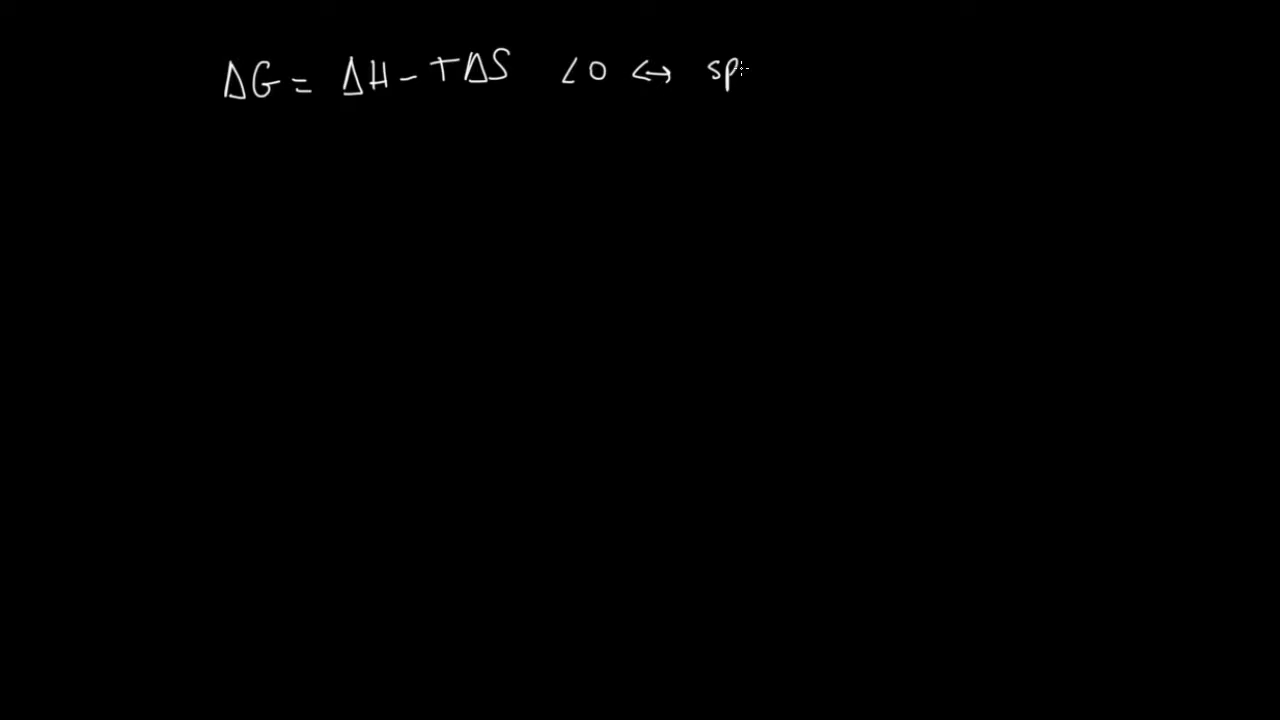 ΔG = ΔH - TΔS <0 ↔ sp